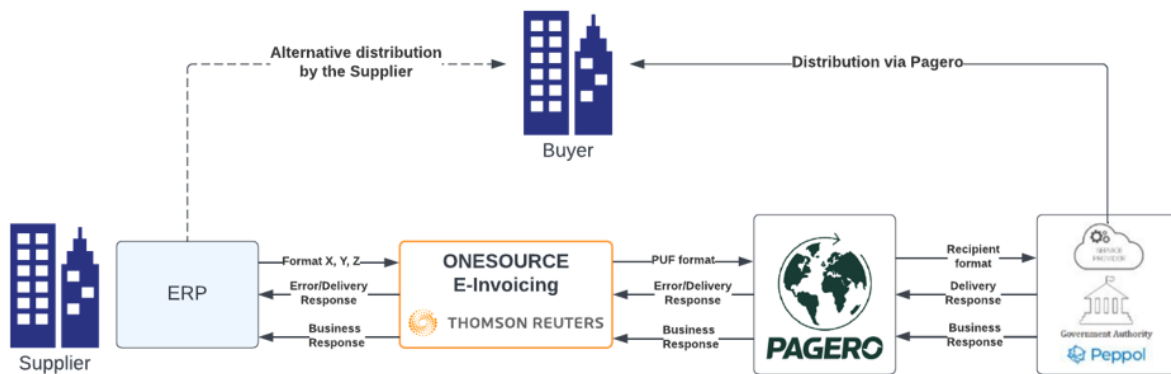 Alternative distribution
by the Supplier
Distribution via Pagero
Buyer
Supplier
ERP
Format X, Y, Z
Error/Delivery
Response
Business
Response
ONESOURCE
E-Invoicing
THOMSON REUTERS
PUF format
Error/Delivery
Response
Business
Response
PAGERO
Recipient
format
Delivery
Response
Business
Response
SERVICE
PROVIDER
Government Authority
Peppol